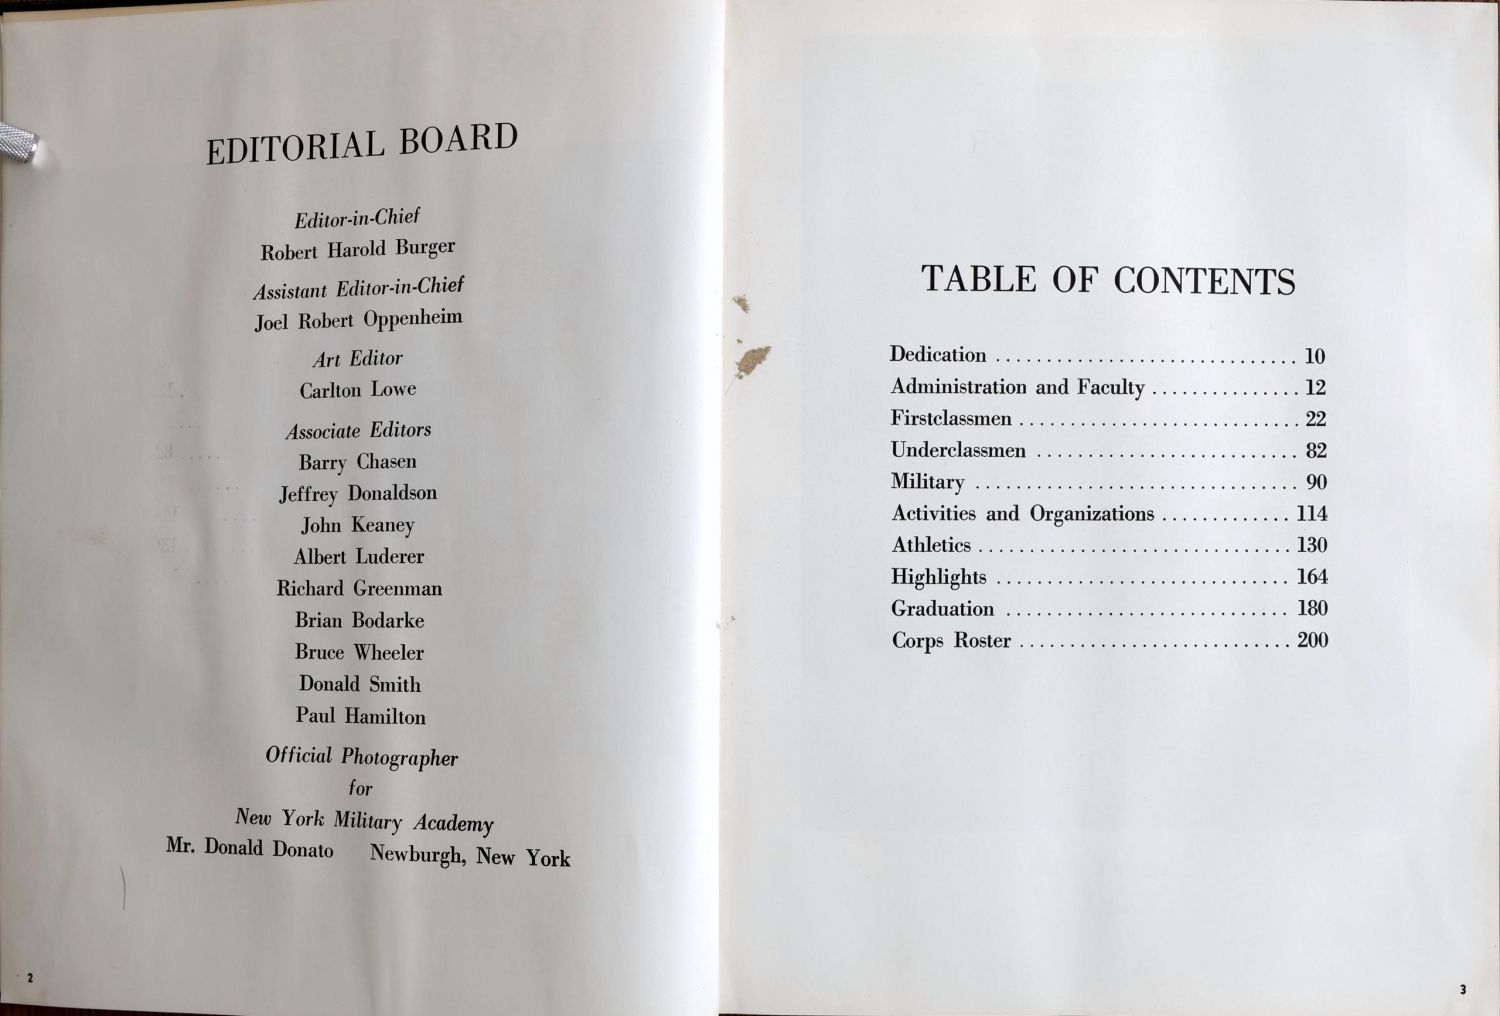 EDITORIAL BOARD
Editor-in-Chief
Robert Harold Burger
Assistant Editor-in-Chief
Joel Robert Oppenheim
Art Editor
Carlton Lowe
Associate Editors
Barry Chasen
Jeffrey Donaldson
John Keaney
Albert Luderer
Richard Greenman
Brian Bodarke
Bruce Wheeler
Donald Smith
Paul Hamilton
Official Photographer
for
New York Military Academy
Mr. Donald Donato Newburgh, New York
2
TABLE OF CONTENTS
Dedication .............................. 10
Administration and Faculty ............... 12
Firstclassmen ............................ 22
Underclassmen .......................... 82
Military ................................ 90
Activities and Organizations ............. 114
Athletics ............................... 130
Highlights ............................. 164
Graduation ............................ 180
Corps Roster ........................... 200
3